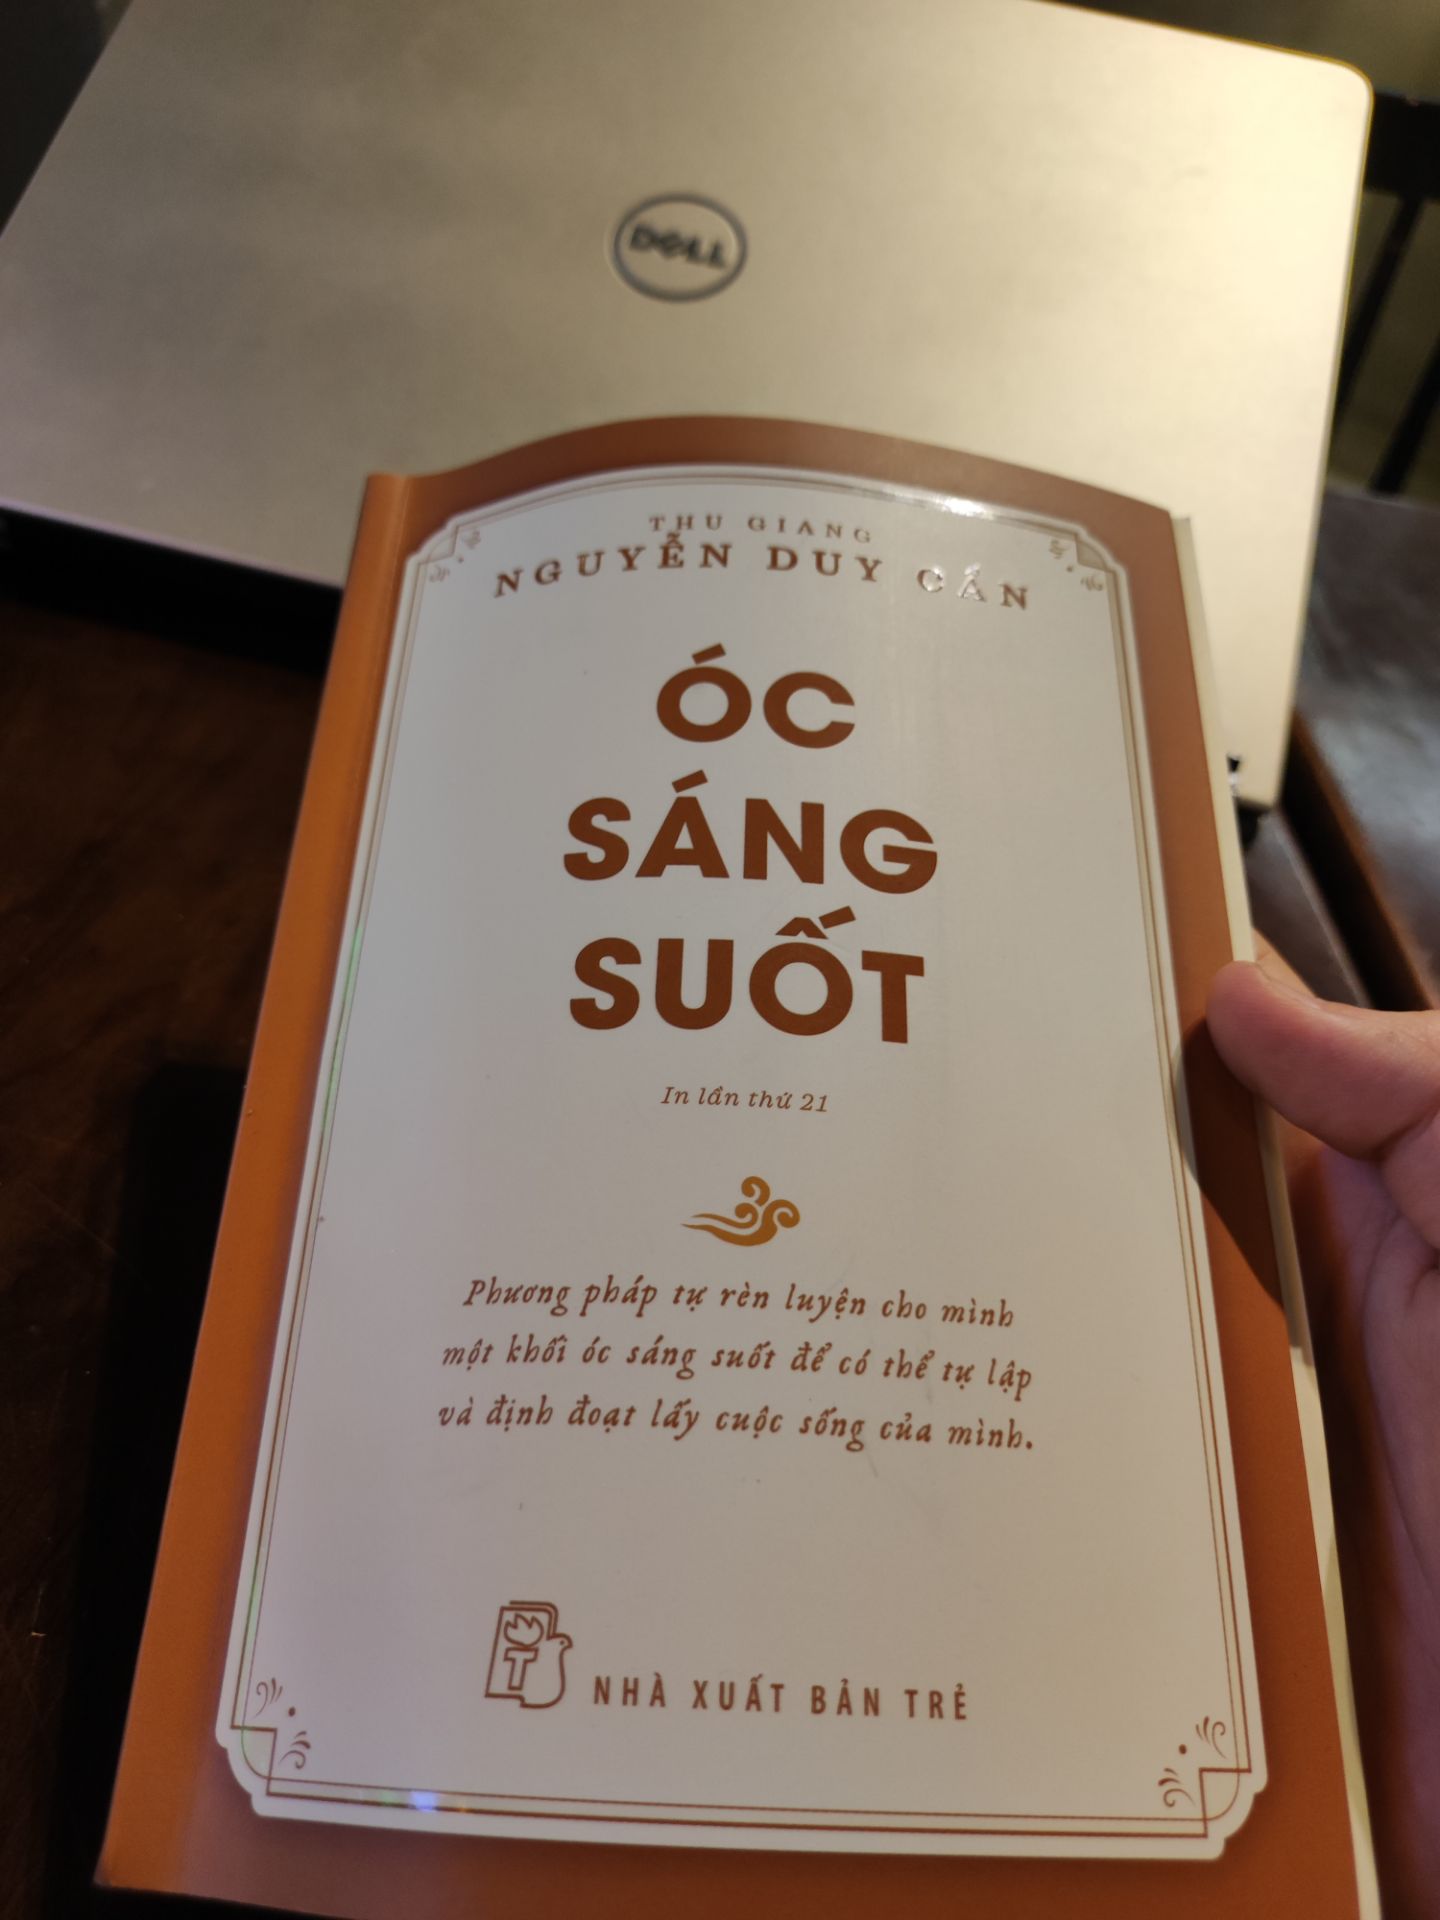 DELL
THU GIANG
NGUYỄN DUY CẦN
ÓC
SÁNG
SUỐT
In lần thứ 21
Phương pháp tự rèn luyện cho mình
một khối óc sáng suốt để có thể tự lập
và định đoạt lấy cuộc sống của mình.
T
NHÀ XUẤT BẢN TRẺ